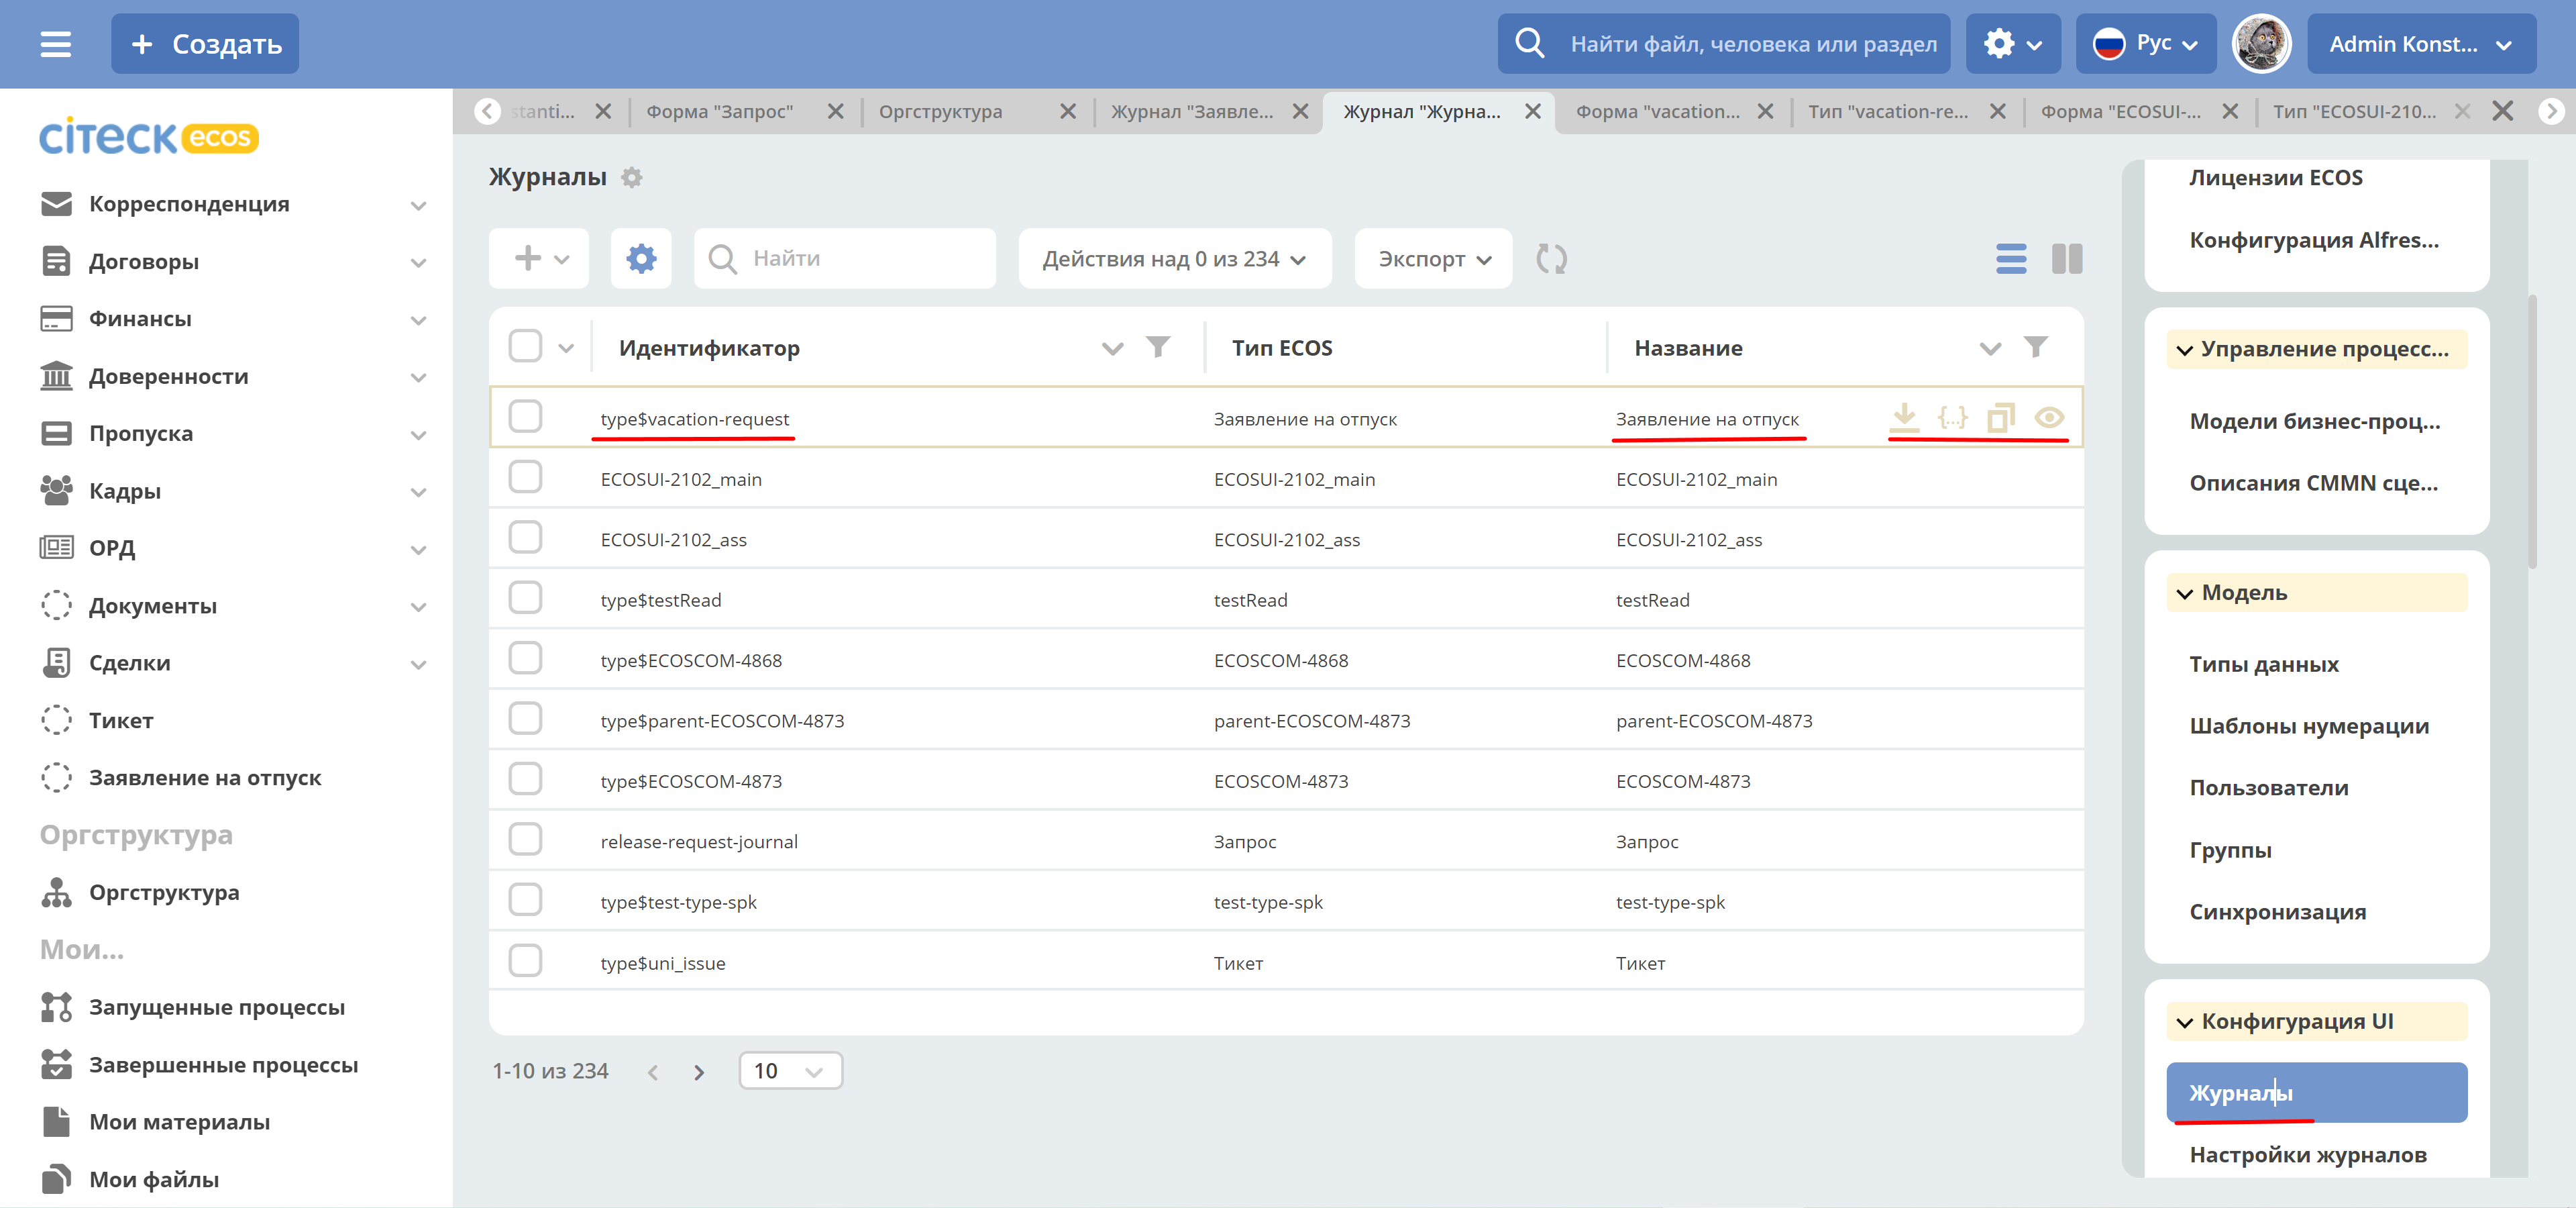 + Создать
Найти файл, человека или раздел
Рус
Admin Konst...
stanti...
Форма "Запрос"
Оргструктура
Журнал "Заявле...
Журнал "Журна...
Форма "vacation...
Тип "vacation-re...
Форма "ECOSUI-...
Тип "ECOSUI-210...
citeck ecos
Корреспонденция
Договоры
Финансы
Доверенности
Пропуска
Кадры
ОРД
Документы
Сделки
Тикет
Заявление на отпуск
Оргструктура
Оргструктура
Мои...
Запущенные процессы
Завершенные процессы
Мои материалы
Мои файлы
Журналы
Найти
Действия над 0 из 234
Экспорт
Идентификатор Тип ECOS Название
type$vacation-request Заявление на отпуск Заявление на отпуск {...}
ECOSUI-2102_main ECOSUI-2102_main ECOSUI-2102_main
ECOSUI-2102_ass ECOSUI-2102_ass ECOSUI-2102_ass
type$testRead testRead testRead
type$ECOSCOM-4868 ECOSCOM-4868 ECOSCOM-4868
type$parent-ECOSCOM-4873 parent-ECOSCOM-4873 parent-ECOSCOM-4873
type$ECOSCOM-4873 ECOSCOM-4873 ECOSCOM-4873
release-request-journal Запрос Запрос
type$test-type-spk test-type-spk test-type-spk
type$uni_issue Тикет Тикет
1-10 из 234
10
Лицензии ECOS
Конфигурация Alfres...
Управление процесс...
Модели бизнес-проц...
Описания CMMN сце...
Модель
Типы данных
Шаблоны нумерации
Пользователи
Группы
Синхронизация
Конфигурация UI
Журналы
Настройки журналов